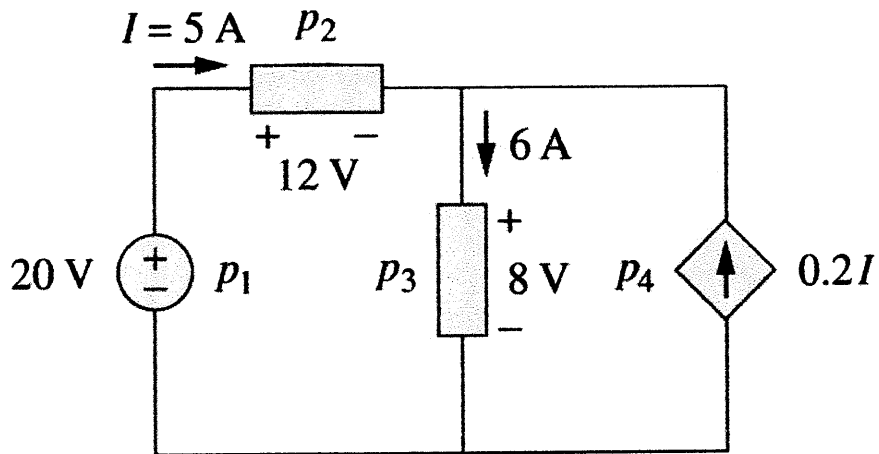 I = 5 A
p2
+ −
12 V
6 A
20 V
+
−
p1
p3
+
8 V
−
p4
0.2I